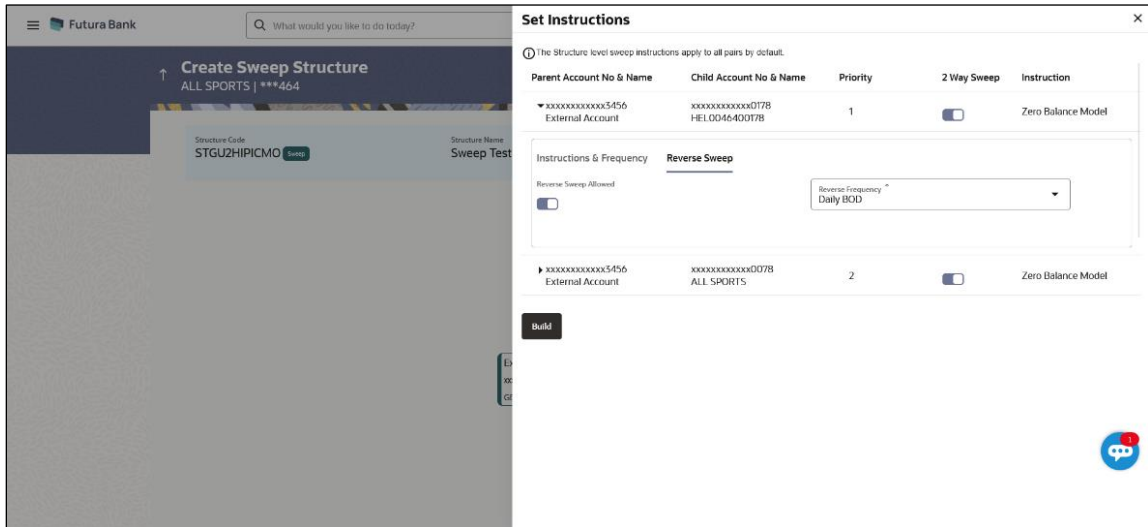 Futura Bank
What would you like to do today?
Create Sweep Structure
ALL SPORTS | ***464
Structure Code
STGU2HIPICMO Sweep
Structure Name
Sweep Test
Set Instructions
The Structure level sweep instructions apply to all pairs by default.
Parent Account No & Name Child Account No & Name Priority 2 Way Sweep Instruction
xxxxxxxxxxxx3456 xxxxxxxxxxxx0178 1 Zero Balance Model
External Account HEL0046400178
Instructions & Frequency Reverse Sweep
Reverse Sweep Allowed
Reverse Frequency
Daily BOD
xxxxxxxxxxxx3456 xxxxxxxxxxxx0078 2 Zero Balance Model
External Account ALL SPORTS
Build
1